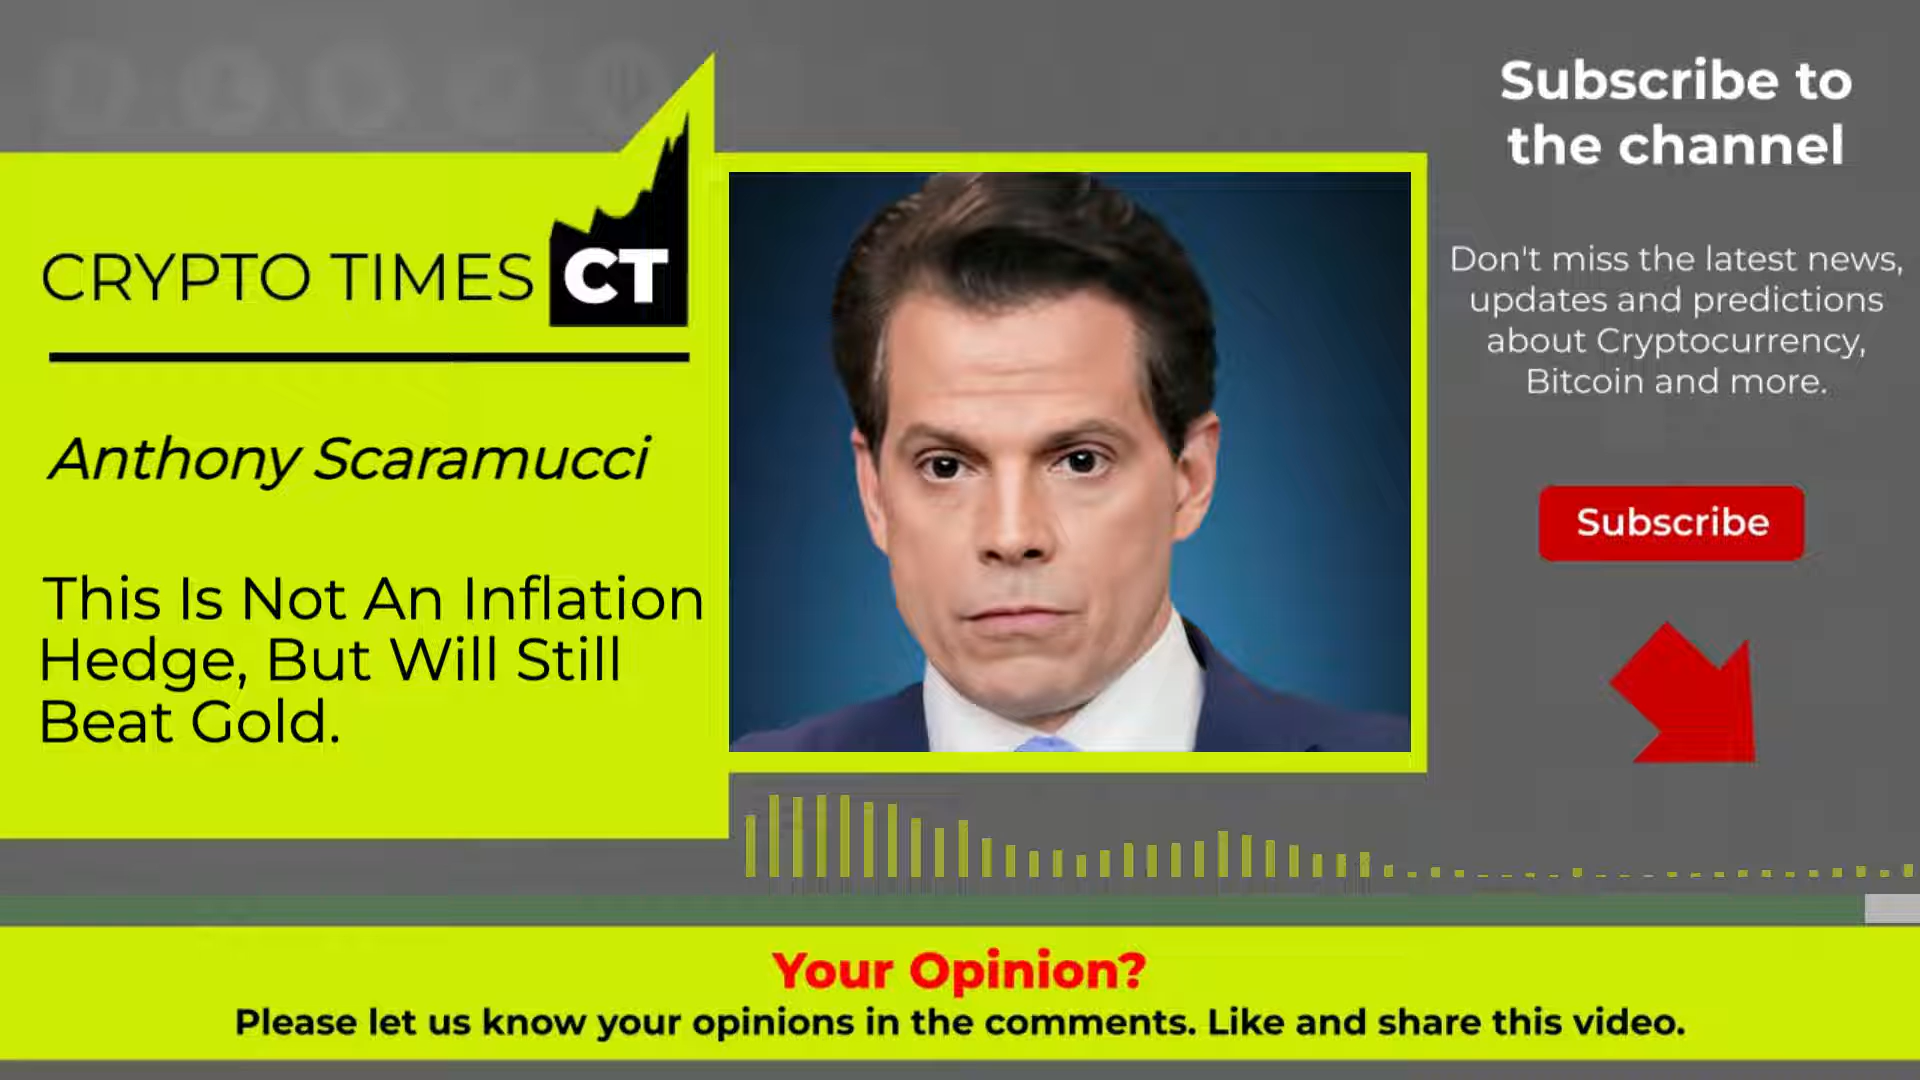 CRYPTO TIMES CT
Anthony Scaramucci
This Is Not An Inflation
Hedge, But Will Still
Beat Gold.
Subscribe to
the channel
Don't miss the latest news,
updates and predictions
about Cryptocurrency,
Bitcoin and more.
Subscribe
Your Opinion?
Please let us know your opinions in the comments. Like and share this video.